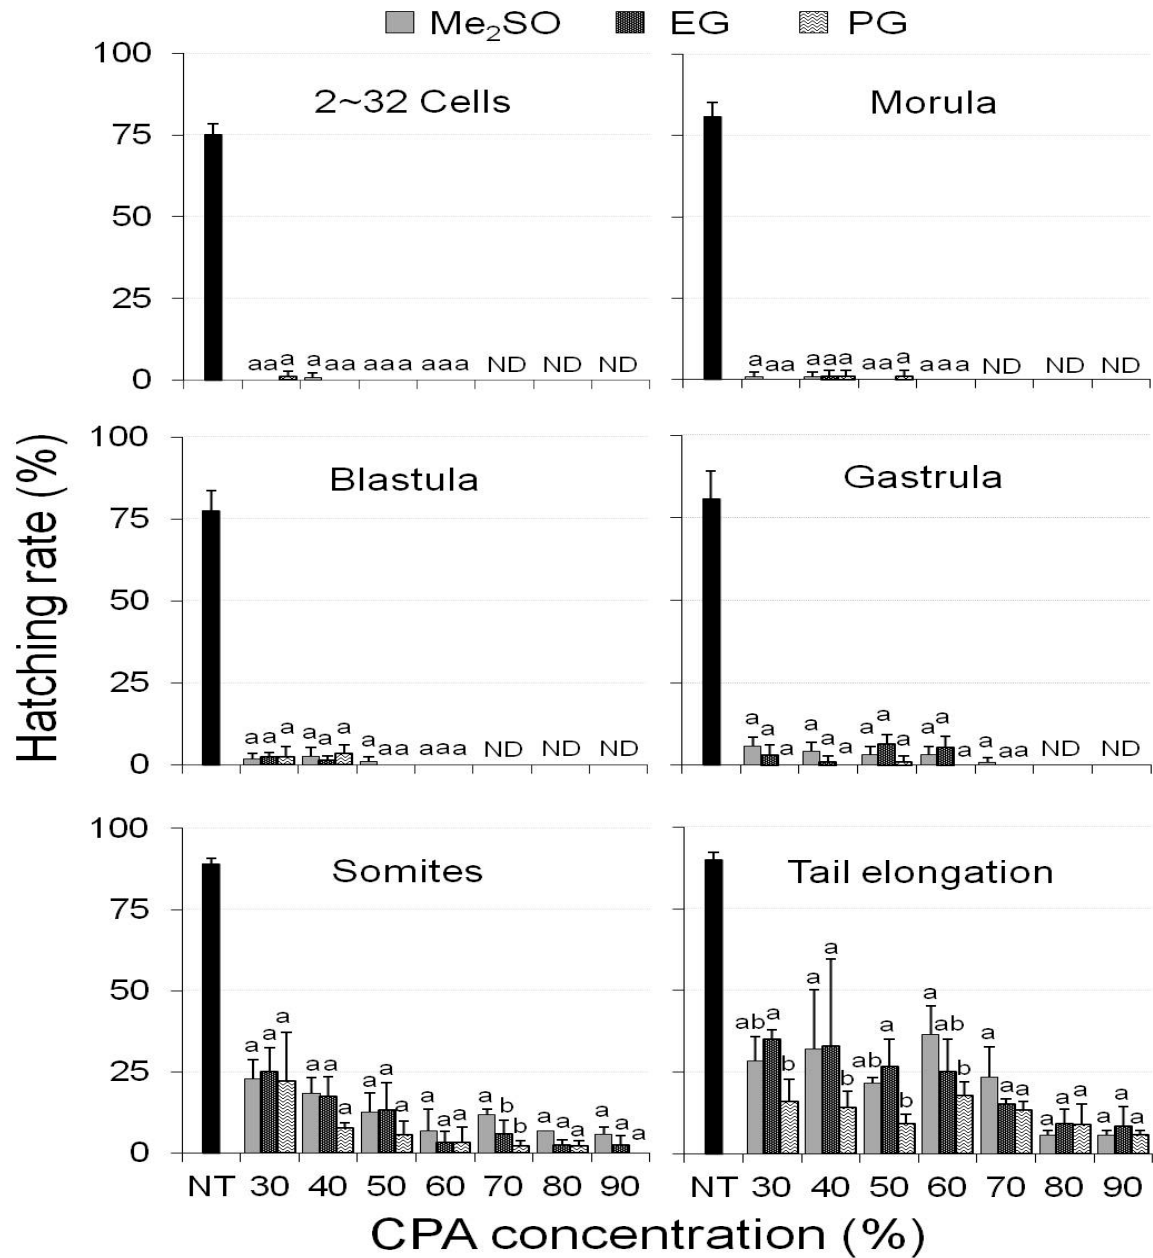 Me₂SO EG PG
Hatching rate (%)
100
75
50
25
0
2~32 Cells
aa a a aa aaa aaa ND ND ND
Morula
a aa aaa aa a aaa ND ND ND
100
75
50
25
0
Blastula
aa a aa a a aa aaa ND ND ND
Gastrula
a a a a a a a a a a a a a aa ND ND
100
75
50
25
0
Somites
a a a a a a a a a a a a a b b a a a a a a
NT 30 40 50 60 70 80 90
Tail elongation
ab a b a a b ab a b a ab b a a a a a a a a a
NT 30 40 50 60 70 80 90
CPA concentration (%)